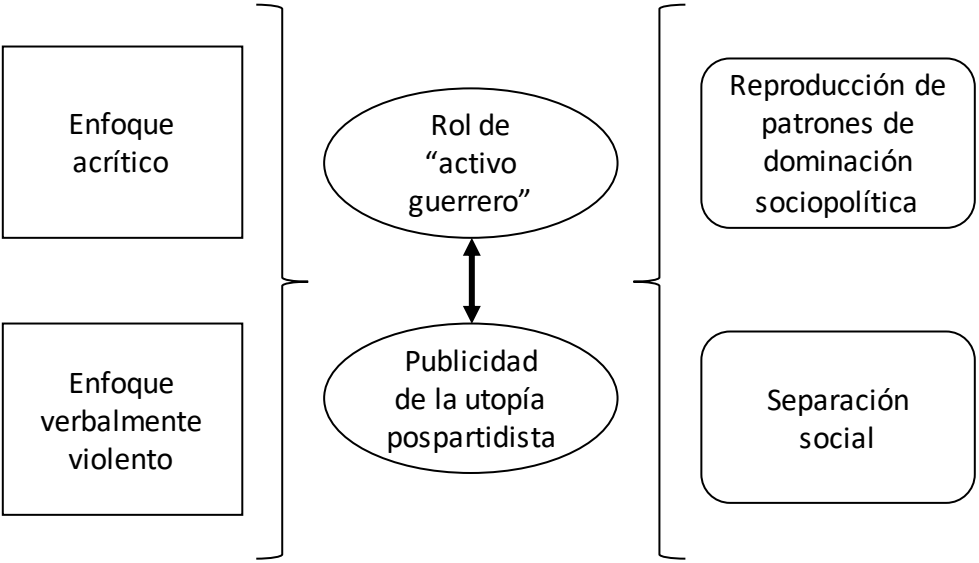 Enfoque
acrítico
Enfoque
verbalmente
violento
Rol de
“activo
guerrero”
Publicidad
de la utopía
pospartidista
Reproducción de
patrones de
dominación
sociopolítica
Separación
social